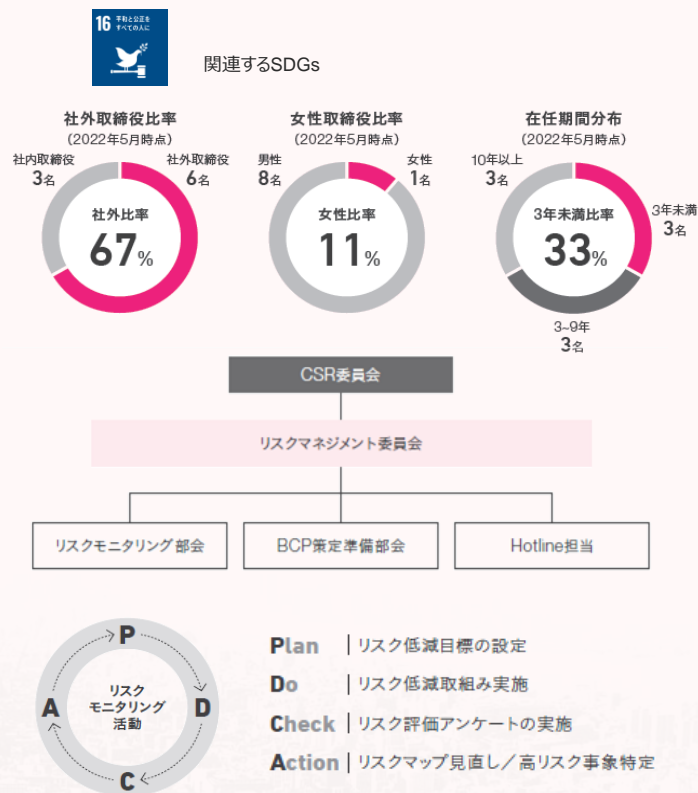 16 平和と公正を
すべての人に
関連するSDGs
社外取締役比率
(2022年5月時点)
社内取締役
3名
社外取締役
6名
社外比率
67%
女性取締役比率
(2022年5月時点)
男性
8名
女性
1名
女性比率
11%
在任期間分布
(2022年5月時点)
10年以上
3名
3年未満
3名
3年未満比率
33%
3~9年
3名
CSR委員会
リスクマネジメント委員会
リスクモニタリング部会
BCP策定準備部会
Hotline担当
P
A
リスク
モニタリング
活動
D
C
Plan | リスク低減目標の設定
Do | リスク低減取組み実施
Check | リスク評価アンケートの実施
Action | リスクマップ見直し/高リスク事象特定